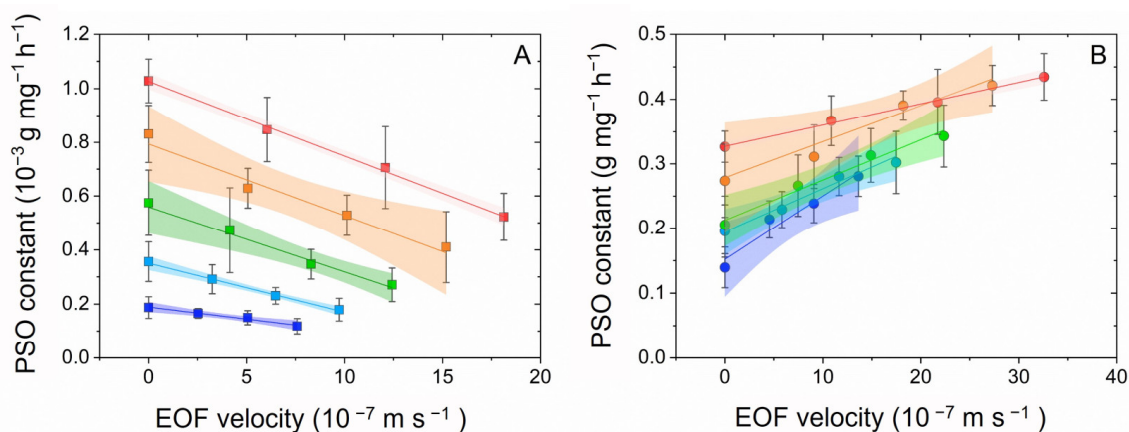 A
PSO constant (10⁻³ g mg⁻¹ h⁻¹)
1.2
1.0
0.8
0.6
0.4
0.2
0.0
0 5 10 15 20
EOF velocity (10⁻⁷ m s⁻¹)
B
PSO constant (g mg⁻¹ h⁻¹)
0.5
0.4
0.3
0.2
0.1
0.0
0 10 20 30 40
EOF velocity (10⁻⁷ m s⁻¹)